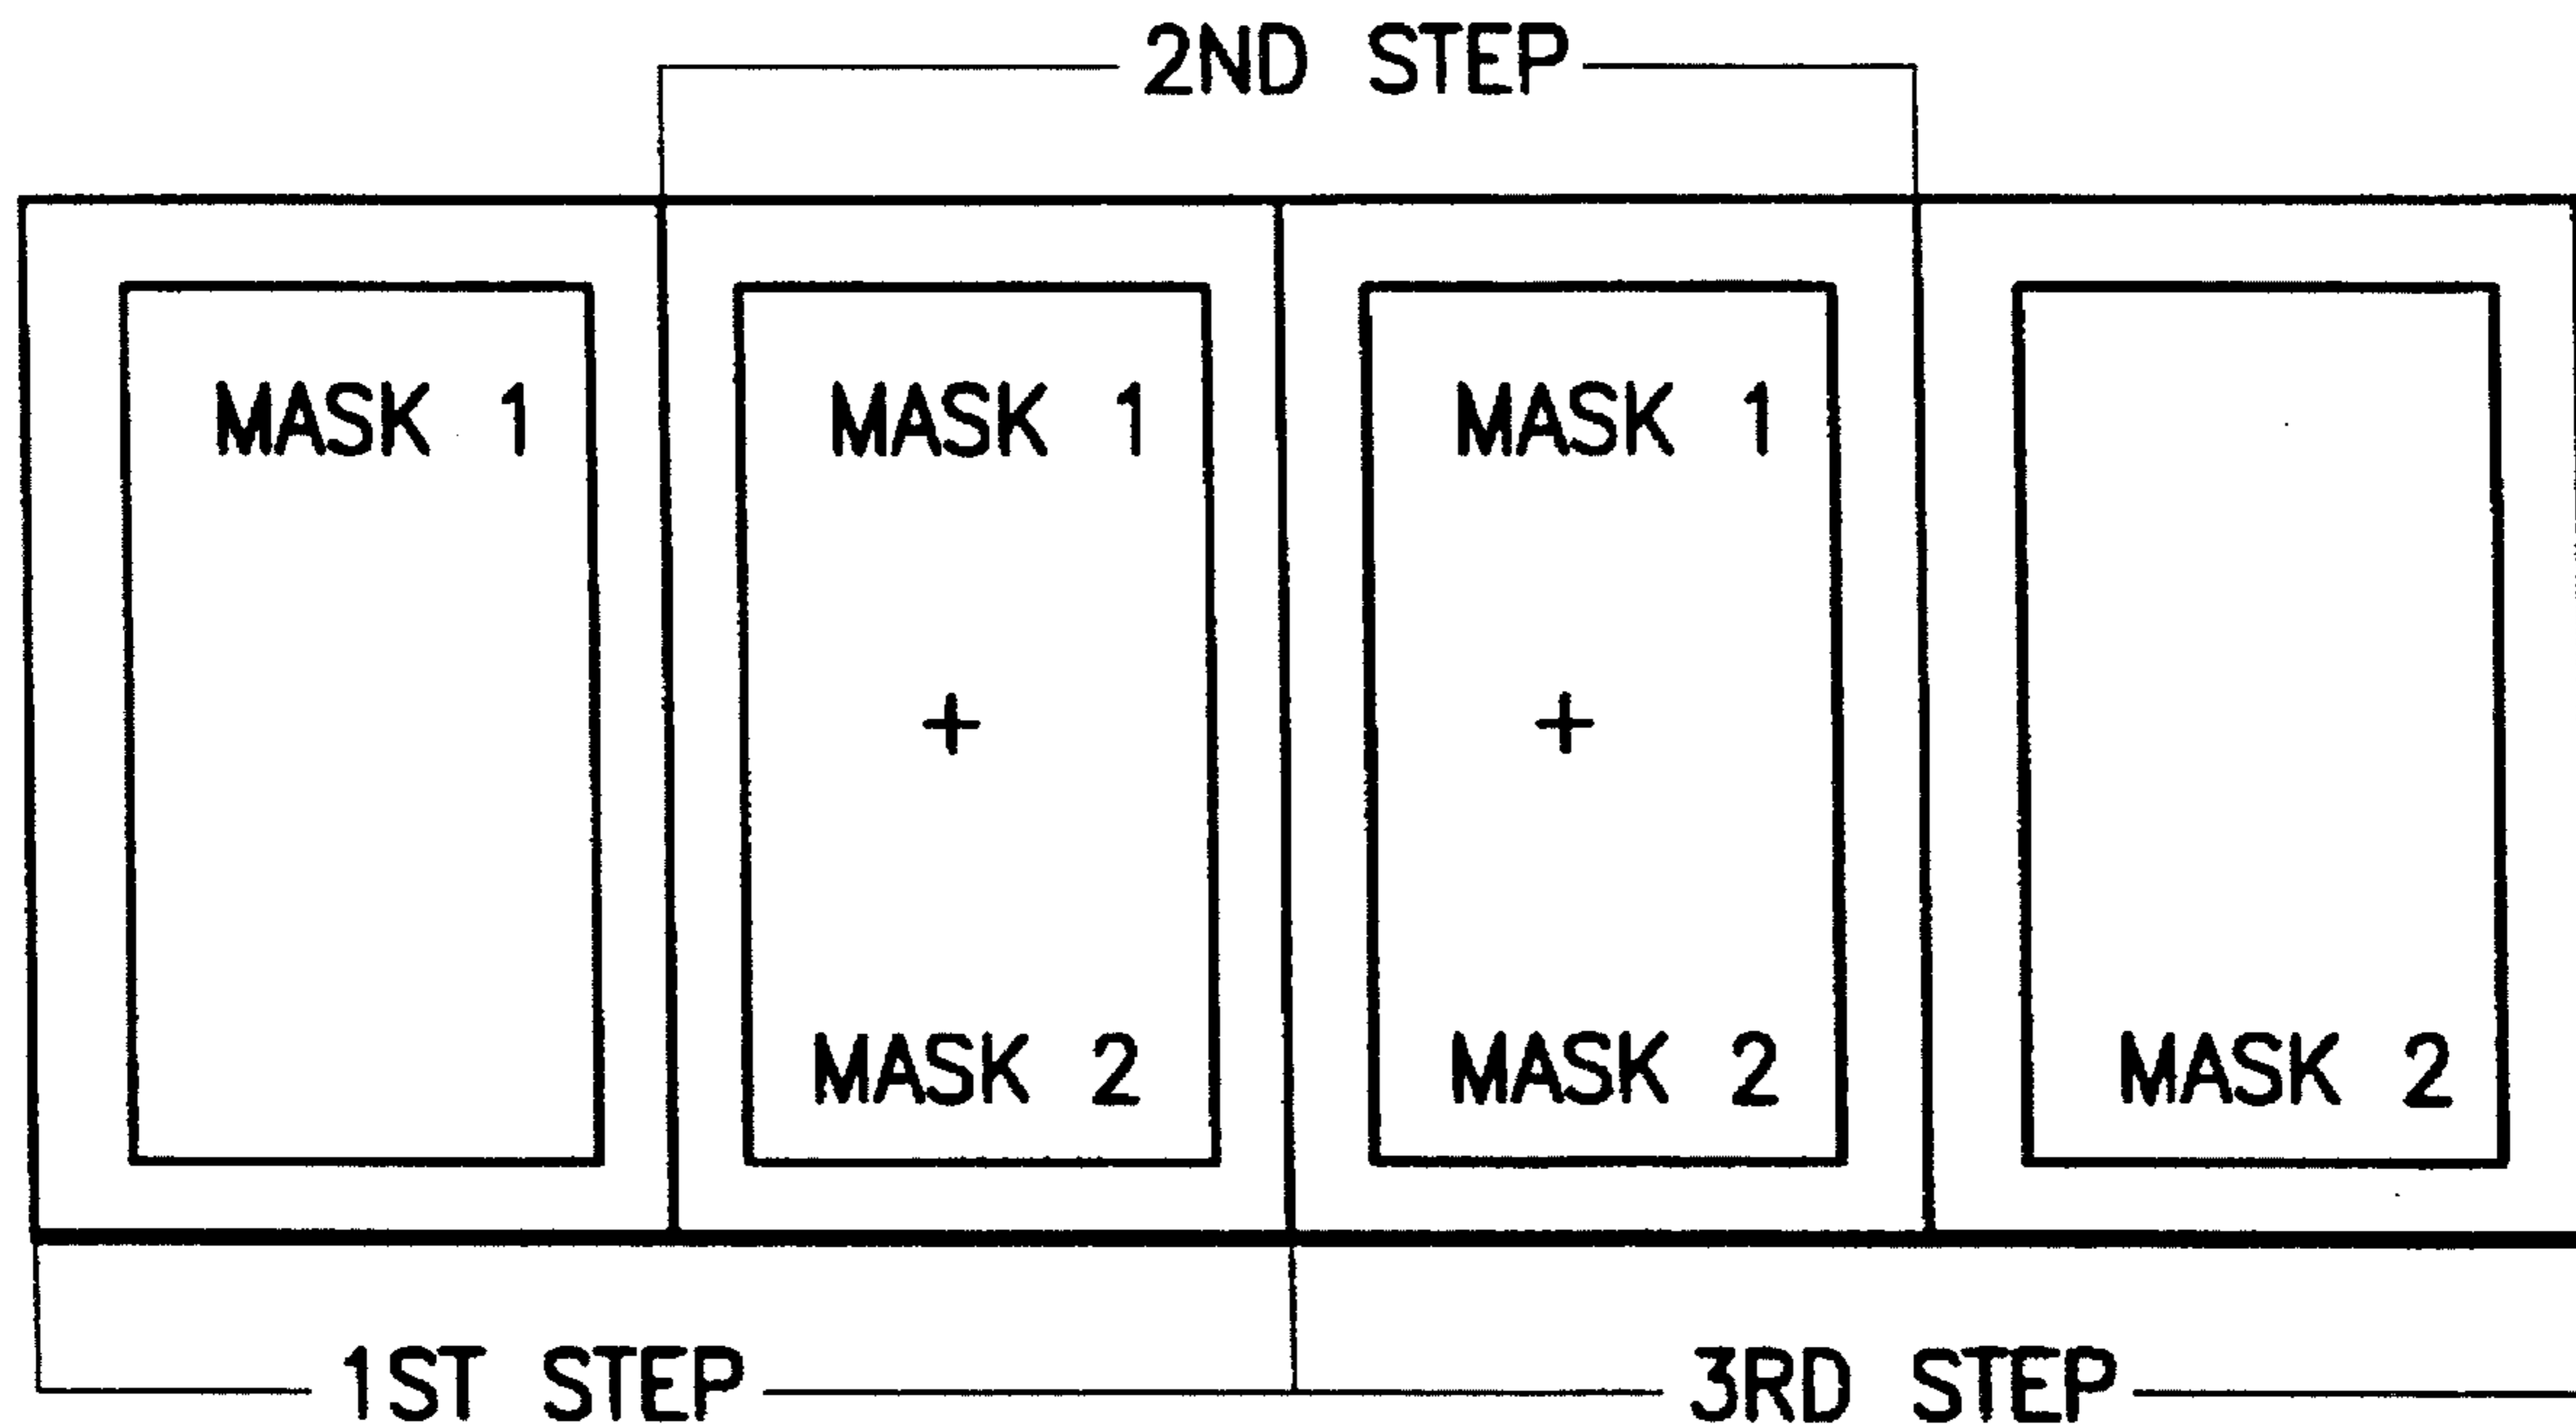 2ND STEP
MASK 1 MASK 1 MASK 1
+ +
MASK 2 MASK 2 MASK 2
1ST STEP 3RD STEP